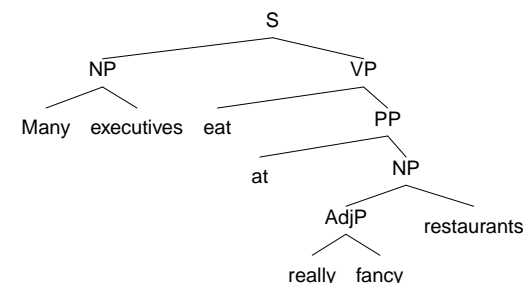 S
NP VP
Many executives eat PP
at NP
AdjP restaurants
really fancy